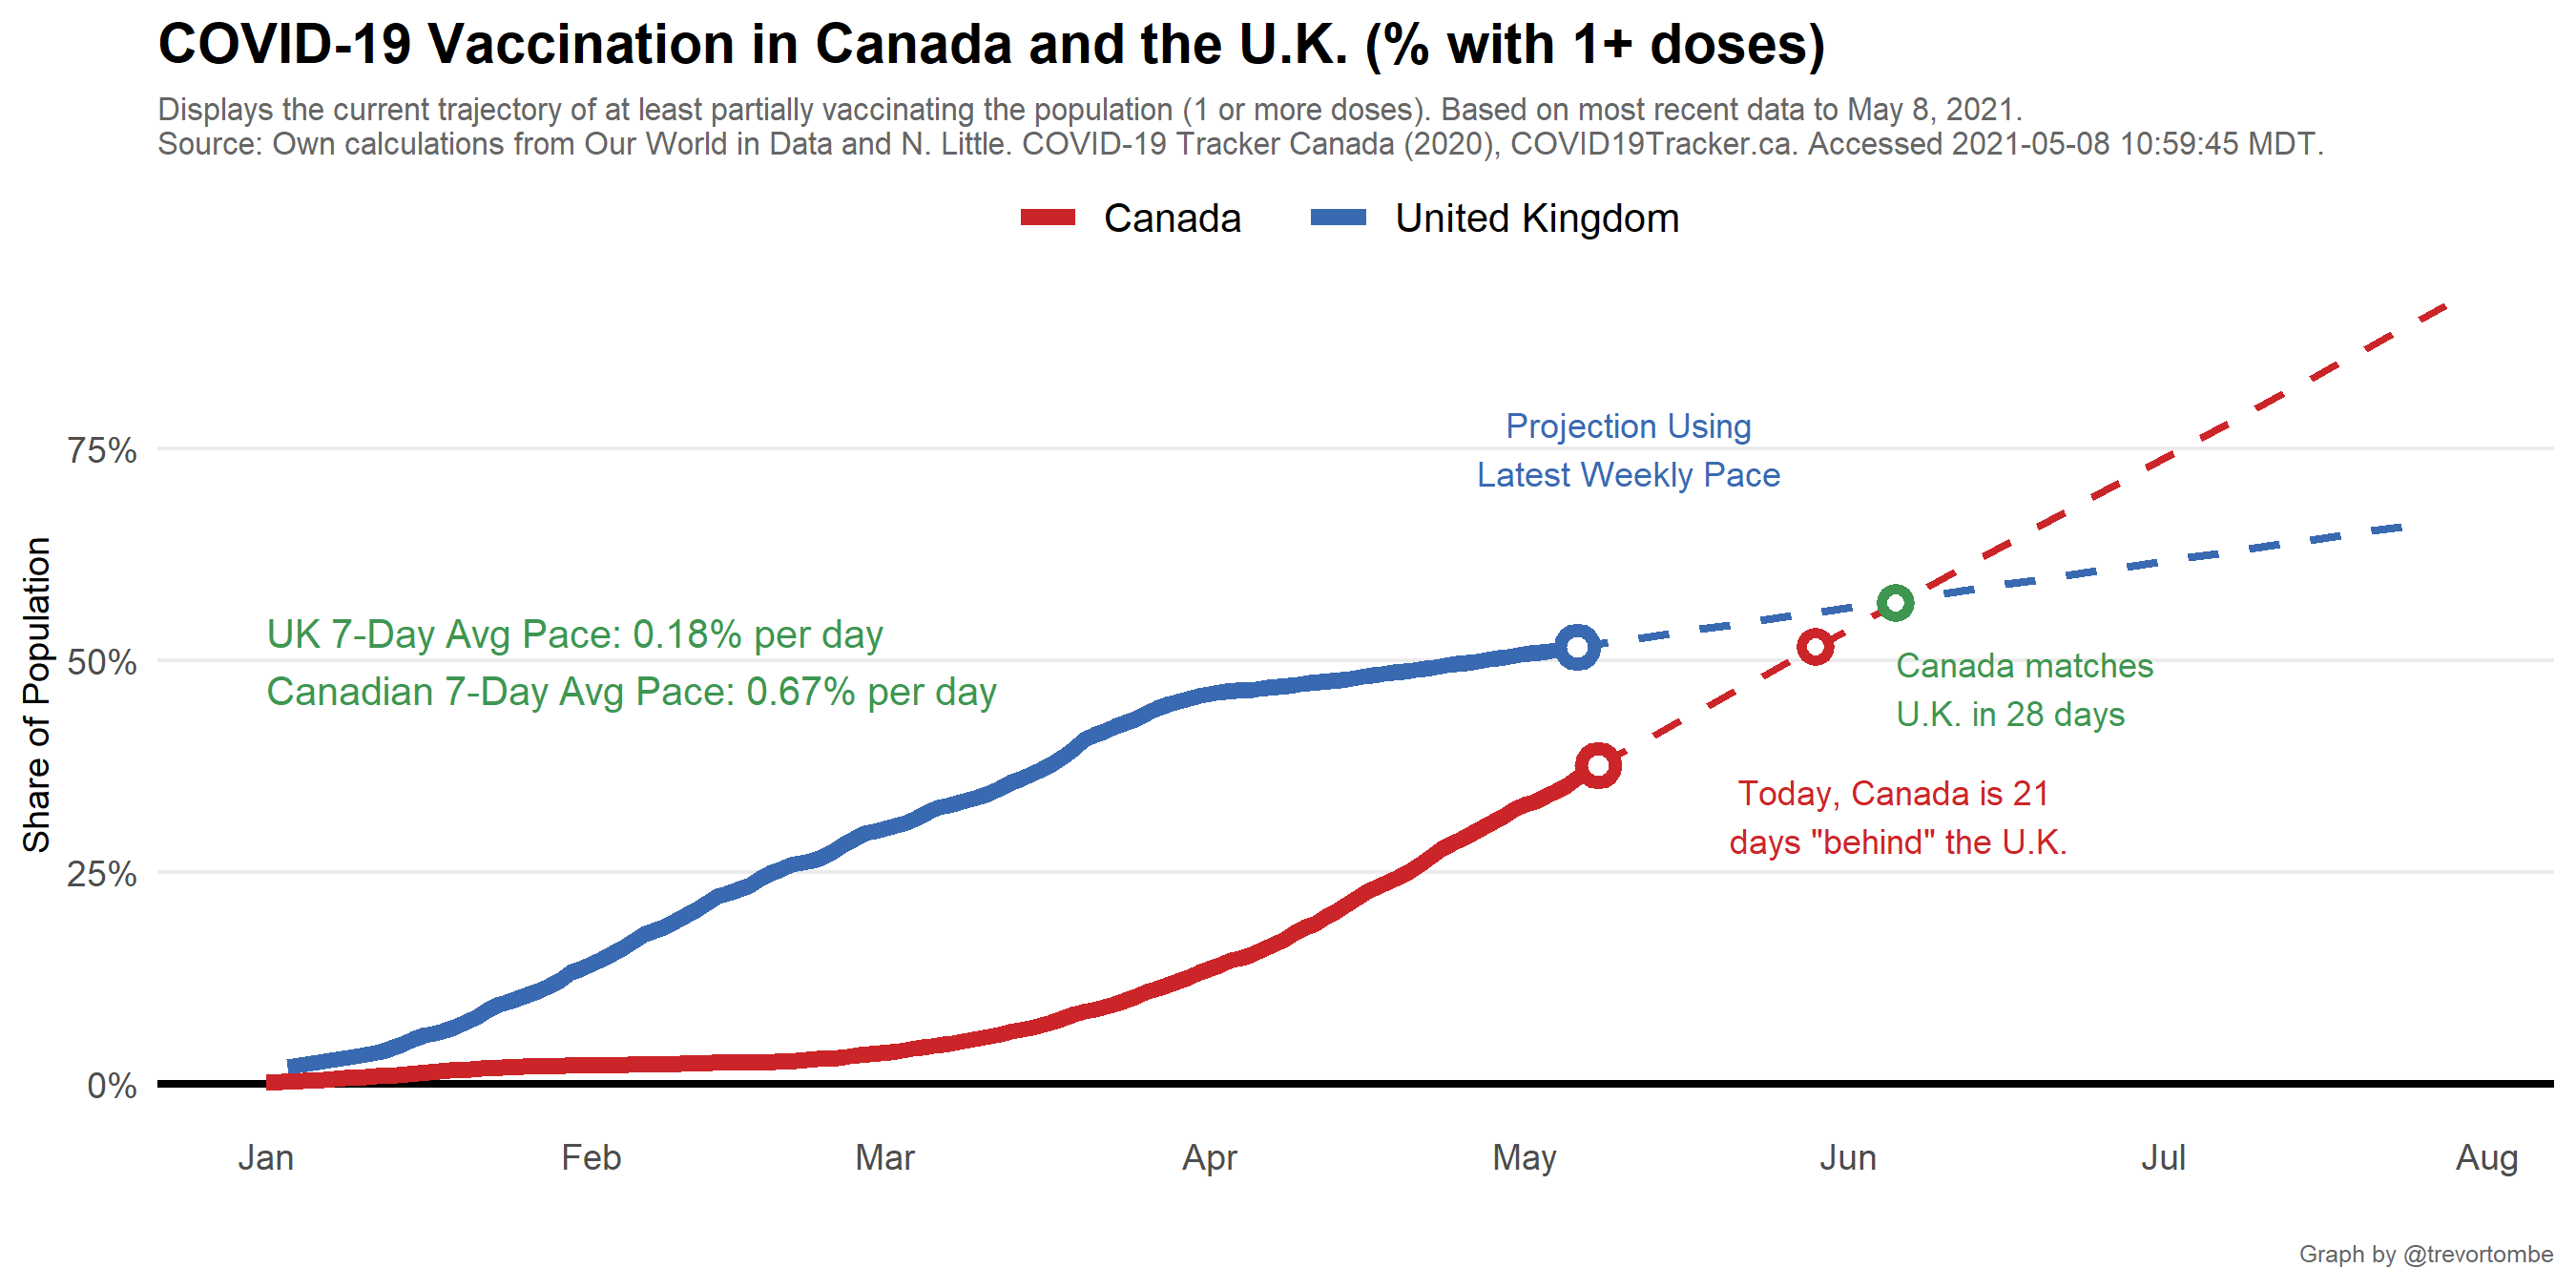 COVID-19 Vaccination in Canada and the U.K. (% with 1+ doses)
Displays the current trajectory of at least partially vaccinating the population (1 or more doses). Based on most recent data to May 8, 2021.
Source: Own calculations from Our World in Data and N. Little. COVID-19 Tracker Canada (2020), COVID19Tracker.ca. Accessed 2021-05-08 10:59:45 MDT.
Canada
United Kingdom
Share of Population
75%
50%
25%
0%
Projection Using
Latest Weekly Pace
UK 7-Day Avg Pace: 0.18% per day
Canadian 7-Day Avg Pace: 0.67% per day
Canada matches
U.K. in 28 days
Today, Canada is 21
days "behind" the U.K.
Jan
Feb
Mar
Apr
May
Jun
Jul
Aug
Graph by @trevortombe